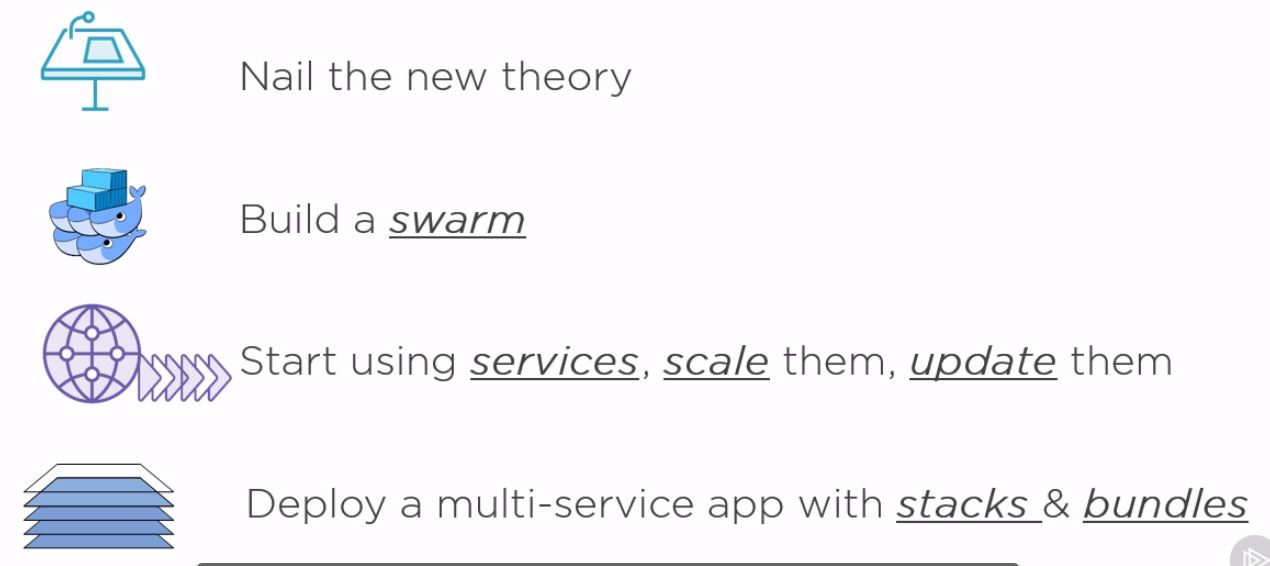 Nail the new theory
Build a swarm
Start using services, scale them, update them
Deploy a multi-service app with stacks & bundles